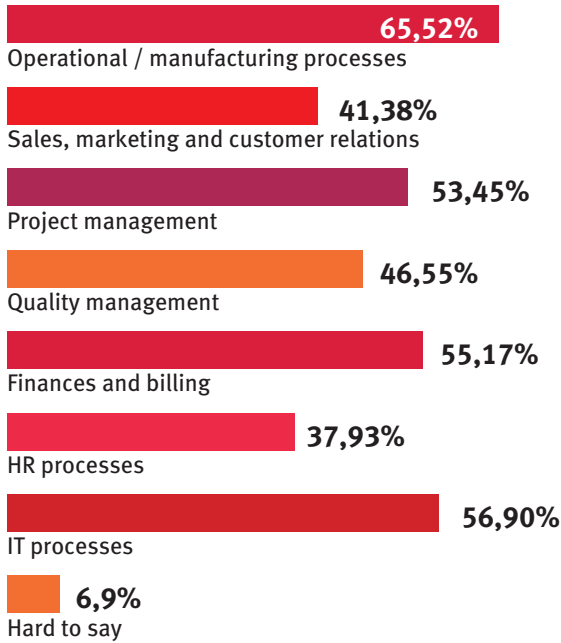 65,52%
Operational / manufacturing processes
41,38%
Sales, marketing and customer relations
53,45%
Project management
46,55%
Quality management
55,17%
Finances and billing
37,93%
HR processes
56,90%
IT processes
6,9%
Hard to say